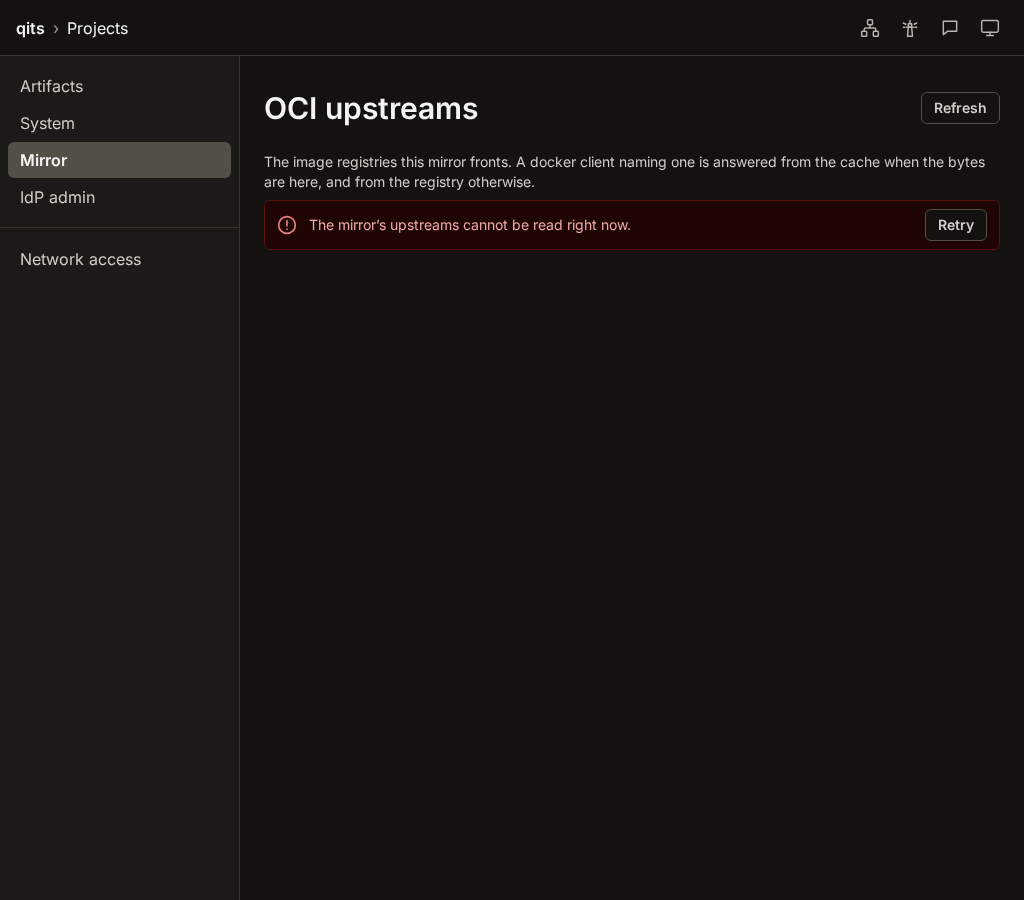 qits › Projects
Artifacts
System
Mirror
IdP admin
Network access
OCI upstreams
Refresh
The image registries this mirror fronts. A docker client naming one is answered from the cache when the bytes
are here, and from the registry otherwise.
The mirror’s upstreams cannot be read right now.
Retry